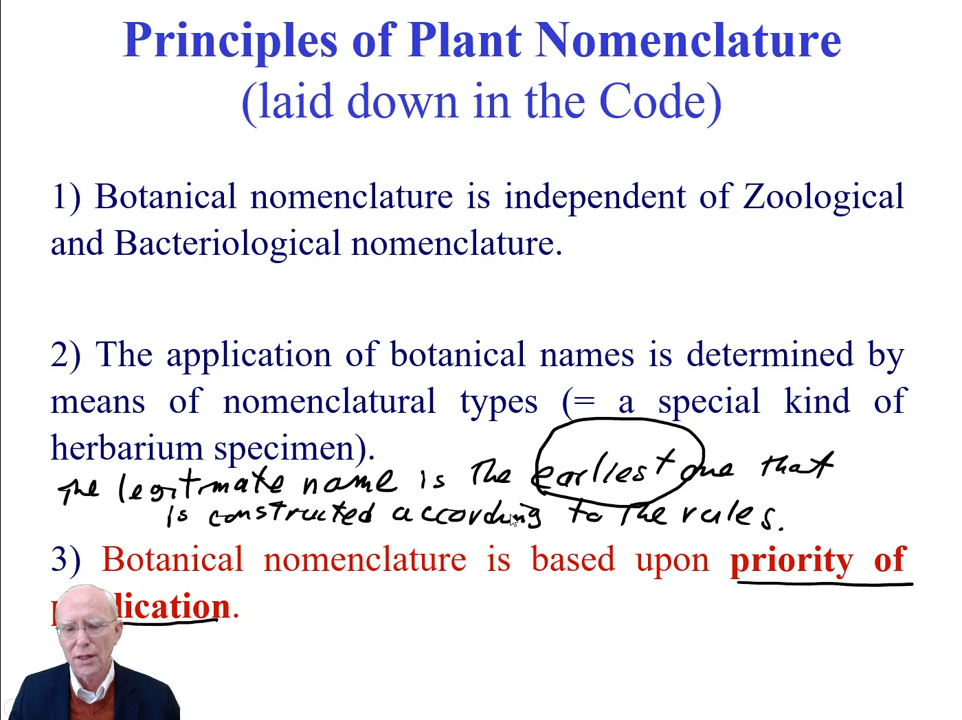 Principles of Plant Nomenclature
(laid down in the Code)
1) Botanical nomenclature is independent of Zoological
and Bacteriological nomenclature.
2) The application of botanical names is determined by
means of nomenclatural types (= a special kind of
herbarium specimen).
The legitimate name is the earliest one that
is constructed according to the rules.
3) Botanical nomenclature is based upon priority of
publication.